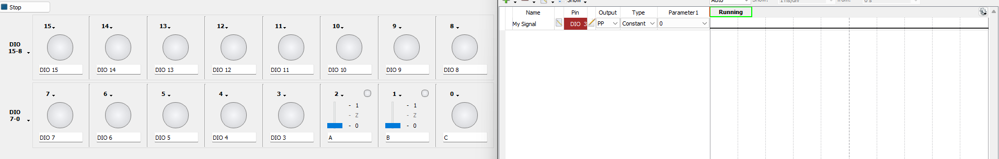 Stop
15 14 13 12 11 10 9 8
DIO
15-8
DIO 15 DIO 14 DIO 13 DIO 12 DIO 11 DIO 10 DIO 9 DIO 8
7 6 5 4 3 2 1 0
- 1 - 1
- Z - Z
- 0 - 0
DIO
7-0
DIO 7 DIO 6 DIO 5 DIO 4 DIO 3 A B C
Show Auto Show: 1 ns/div from: 0 s
Name Pin Output Type Parameter1 Running
My Signal DIO 3 PP Constant 0